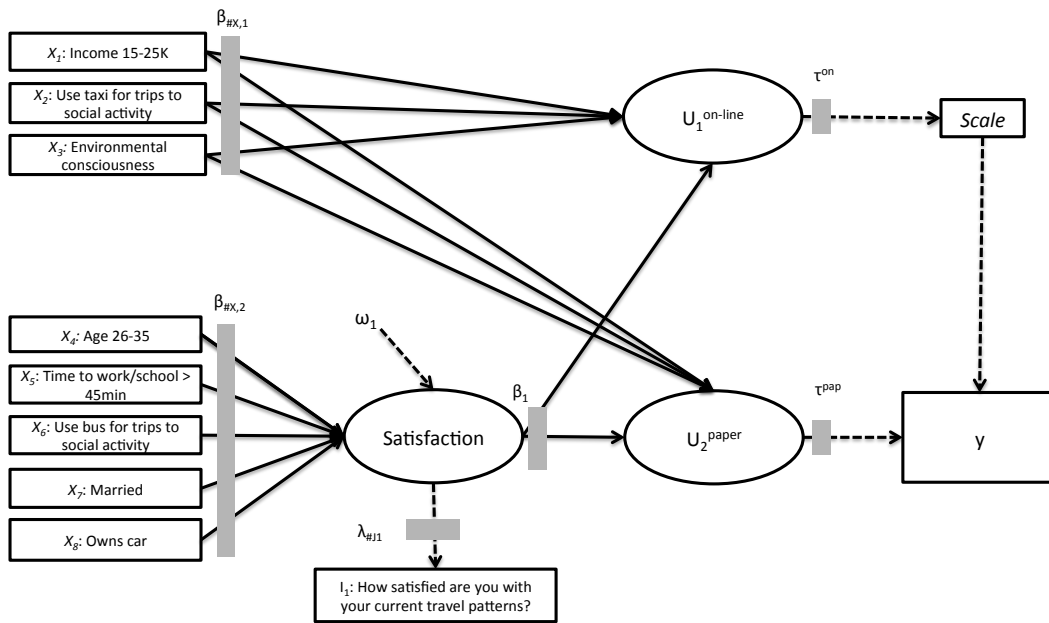 β#X,1
X1: Income 15-25K
X2: Use taxi for trips to
social activity
X3: Environmental
consciousness
U1on-line
τon
Scale
β#X,2
X4: Age 26-35
X5: Time to work/school >
45min
X6: Use bus for trips to
social activity
X7: Married
X8: Owns car
ω1
Satisfaction
β1
U2paper
τpap
y
λ#J1
I1: How satisfied are you with
your current travel patterns?